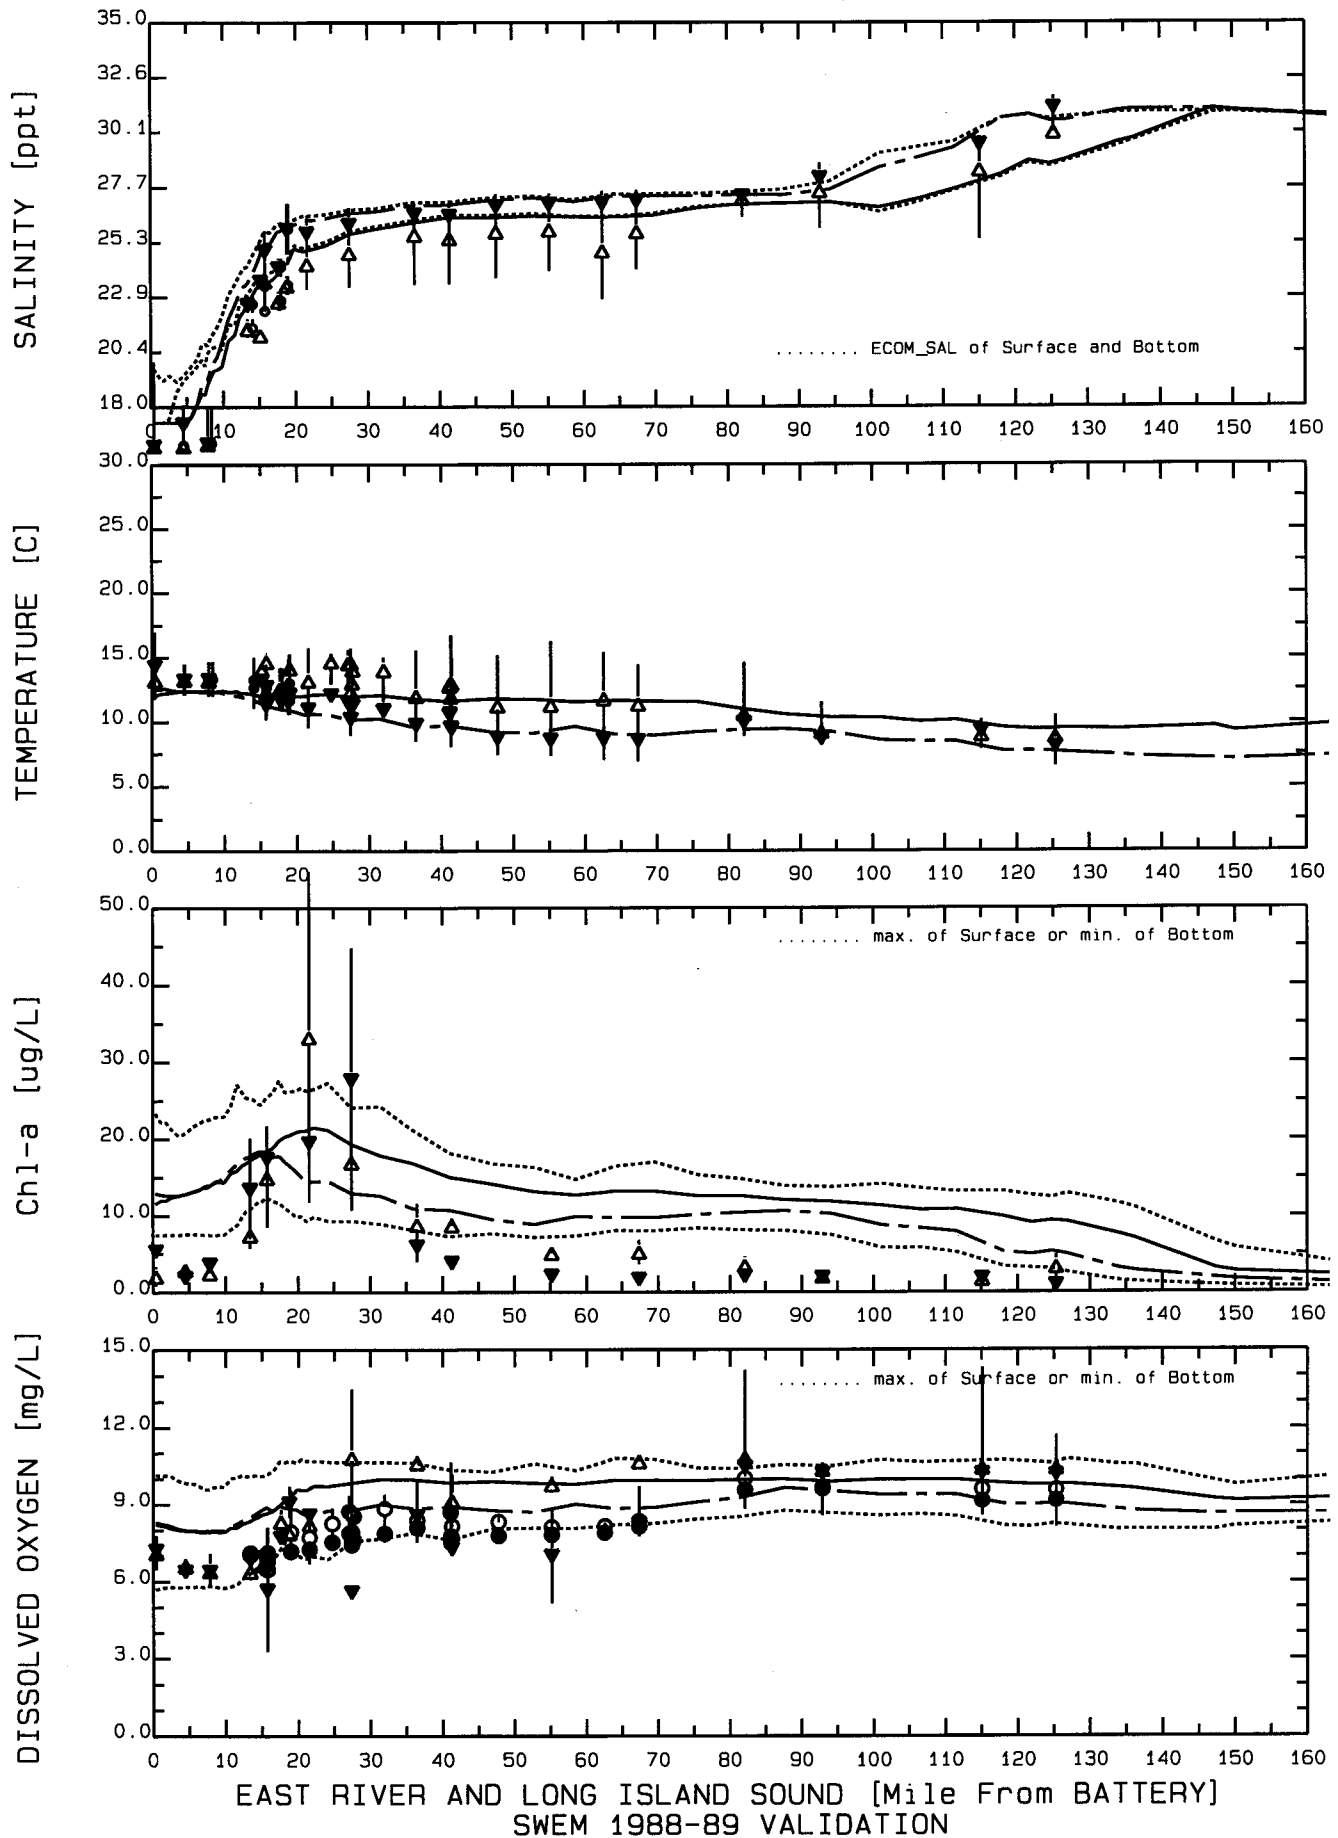 SALINITY [ppt]
35.0
32.6
30.1
27.7
25.3
22.9
20.4
18.0
........ ECOM_SAL of Surface and Bottom
0 10 20 30 40 50 60 70 80 90 100 110 120 130 140 150 160
TEMPERATURE [C]
30.0
25.0
20.0
15.0
10.0
5.0
0.0
0 10 20 30 40 50 60 70 80 90 100 110 120 130 140 150 160
Chl-a [ug/L]
50.0
40.0
30.0
20.0
10.0
0.0
........ max. of Surface or min. of Bottom
0 10 20 30 40 50 60 70 80 90 100 110 120 130 140 150 160
DISSOLVED OXYGEN [mg/L]
15.0
12.0
9.0
6.0
3.0
0.0
........ max. of Surface or min. of Bottom
0 10 20 30 40 50 60 70 80 90 100 110 120 130 140 150 160
EAST RIVER AND LONG ISLAND SOUND [Mile From BATTERY]
SWEM 1988-89 VALIDATION